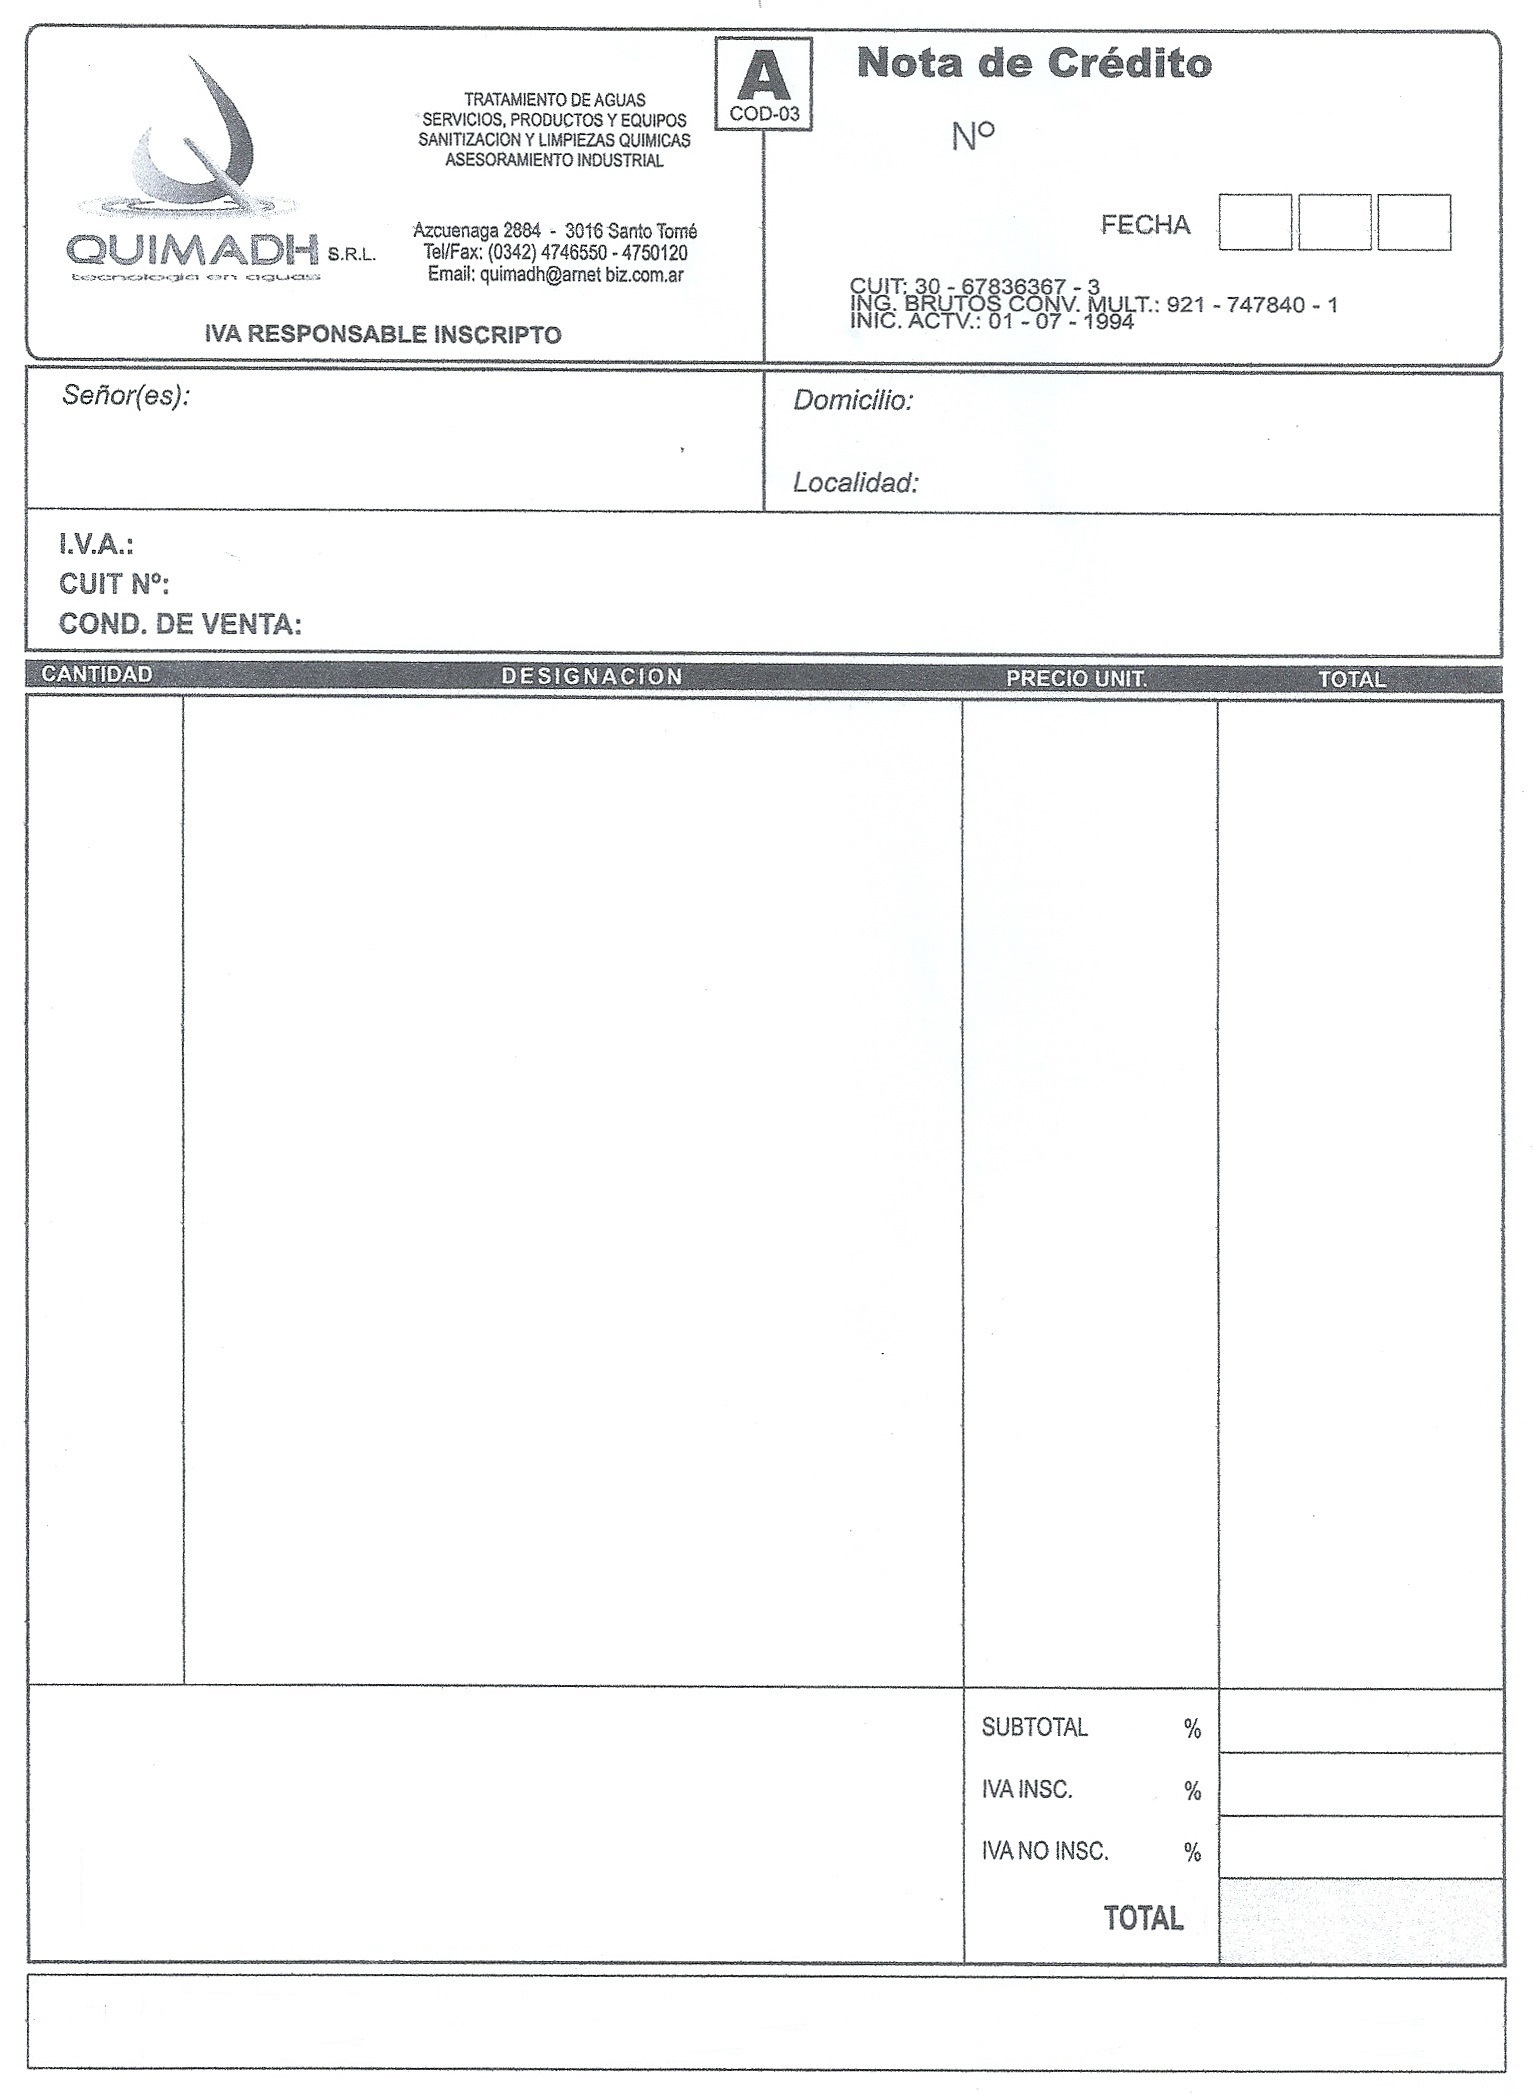 QUIMADH S.R.L.
tecnologia en aguas
TRATAMIENTO DE AGUAS
SERVICIOS, PRODUCTOS Y EQUIPOS
SANITIZACION Y LIMPIEZAS QUIMICAS
ASESORAMIENTO INDUSTRIAL
Azcuenaga 2884 - 3016 Santo Tomé
Tel/Fax: (0342) 4746550 - 4750120
Email: quimadh@arnet biz.com.ar
IVA RESPONSABLE INSCRIPTO
A
COD-03
Nota de Crédito
Nº
FECHA
CUIT: 30 - 67836367 - 3
ING. BRUTOS CONV. MULT.: 921 - 747840 - 1
INIC. ACTV.: 01 - 07 - 1994
Señor(es):
Domicilio:
Localidad:
I.V.A.:
CUIT Nº:
COND. DE VENTA:
CANTIDAD DESIGNACION PRECIO UNIT. TOTAL
SUBTOTAL %
IVA INSC. %
IVA NO INSC. %
TOTAL